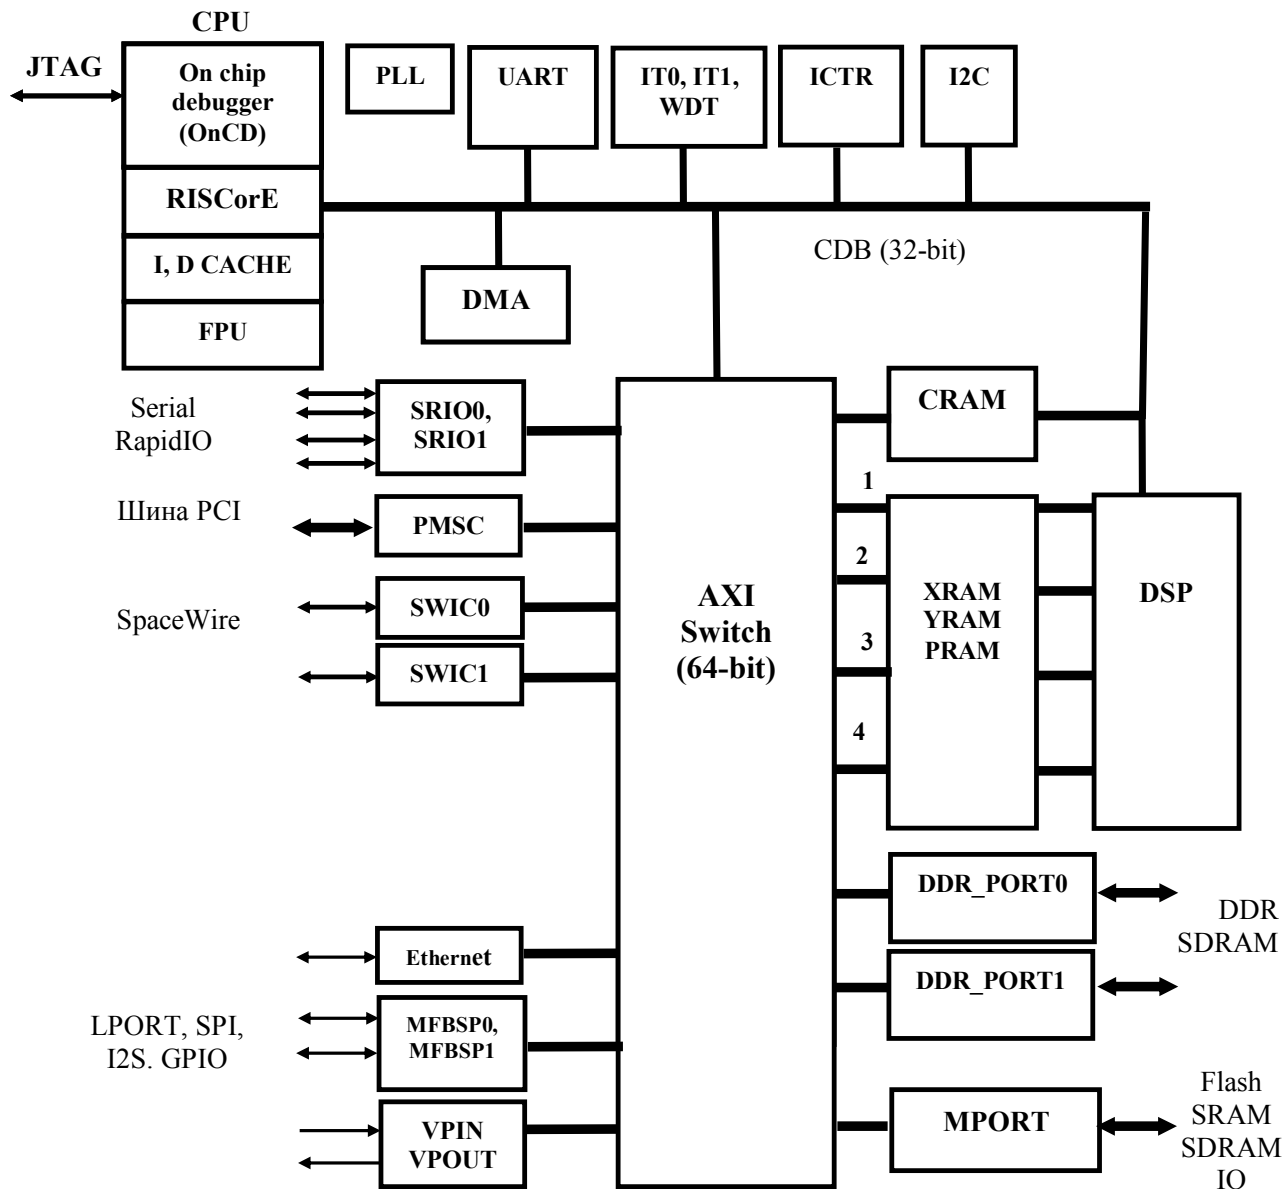 CPU
JTAG
On chip
debugger
(OnCD)
RISCorE
I, D CACHE
FPU
PLL
UART
IT0, IT1,
WDT
ICTR
I2C
CDB (32-bit)
DMA
Serial
RapidIO
SRIO0,
SRIO1
Шина PCI
PMSC
SpaceWire
SWIC0
SWIC1
AXI
Switch
(64-bit)
CRAM
1
2
3
4
XRAM
YRAM
PRAM
DSP
DDR_PORT0
DDR
SDRAM
DDR_PORT1
Ethernet
LPORT, SPI,
I2S. GPIO
MFBSP0,
MFBSP1
VPIN
VPOUT
MPORT
Flash
SRAM
SDRAM
IO